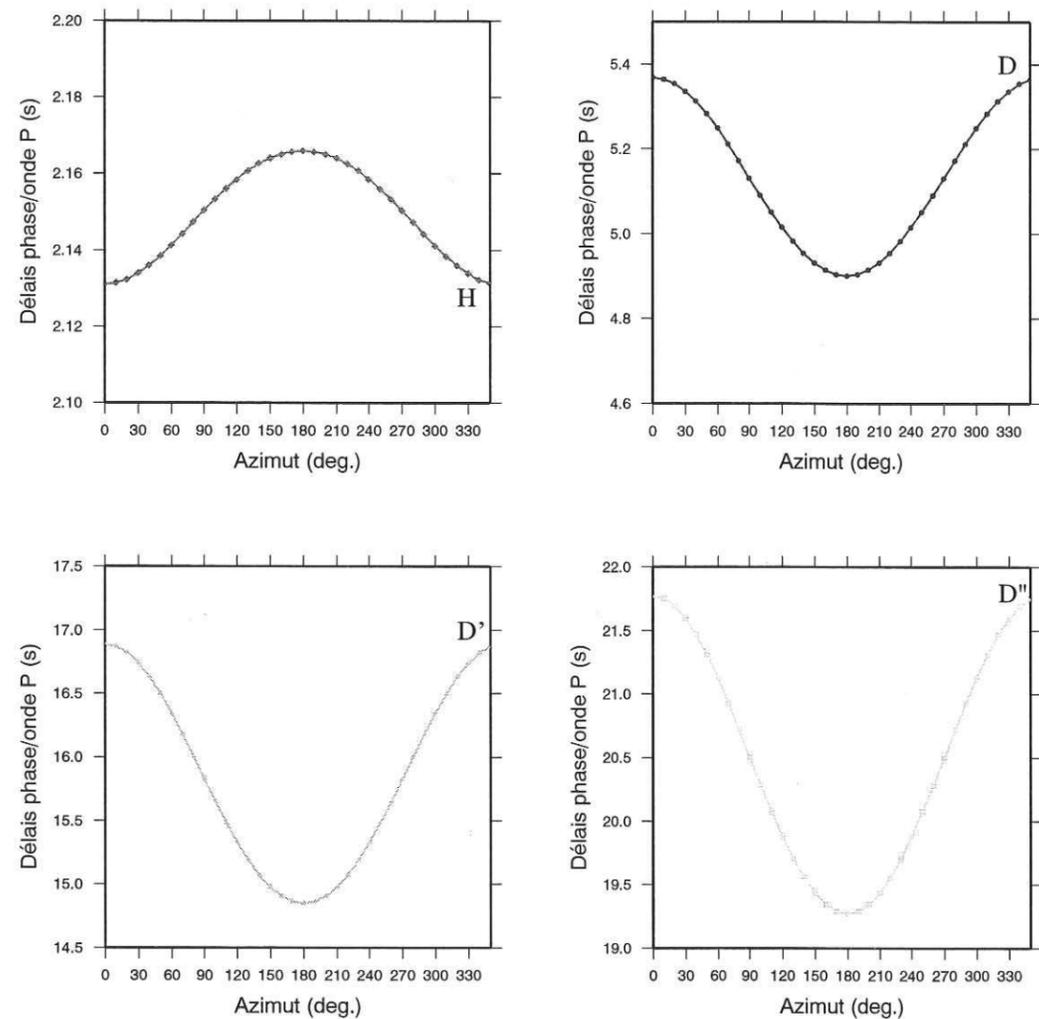 2.20
2.18
2.16
2.14
2.12
2.10
Délais phase/onde P (s)
H
0 30 60 90 120 150 180 210 240 270 300 330
Azimut (deg.)
5.4
5.2
5.0
4.8
4.6
Délais phase/onde P (s)
D
0 30 60 90 120 150 180 210 240 270 300 330
Azimut (deg.)
17.5
17.0
16.5
16.0
15.5
15.0
14.5
Délais phase/onde P (s)
D'
0 30 60 90 120 150 180 210 240 270 300 330
Azimut (deg.)
22.0
21.5
21.0
20.5
20.0
19.5
19.0
Délais phase/onde P (s)
D"
0 30 60 90 120 150 180 210 240 270 300 330
Azimut (deg.)